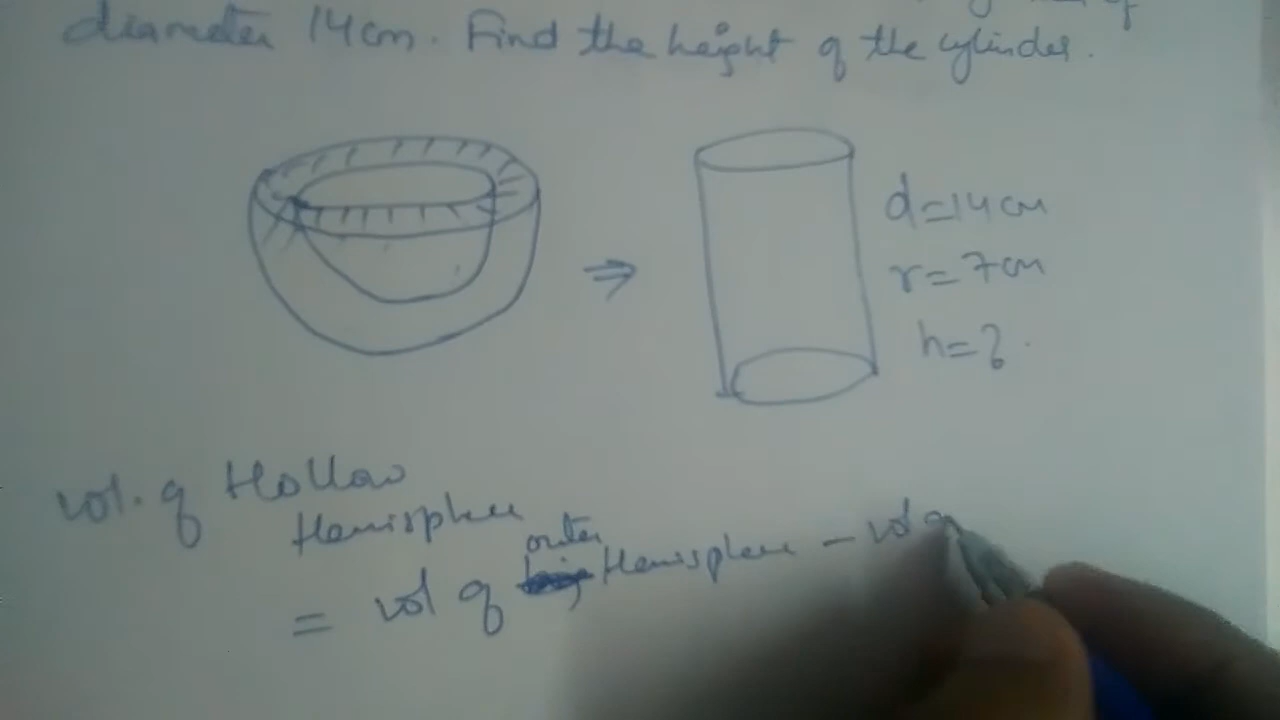 diameter 14cm. Find the height of the cylinder.
d=14cm
r=7cm
h=?
vol. of Hollow
Hemisphere
outer
= vol of Hemisphere - vol of